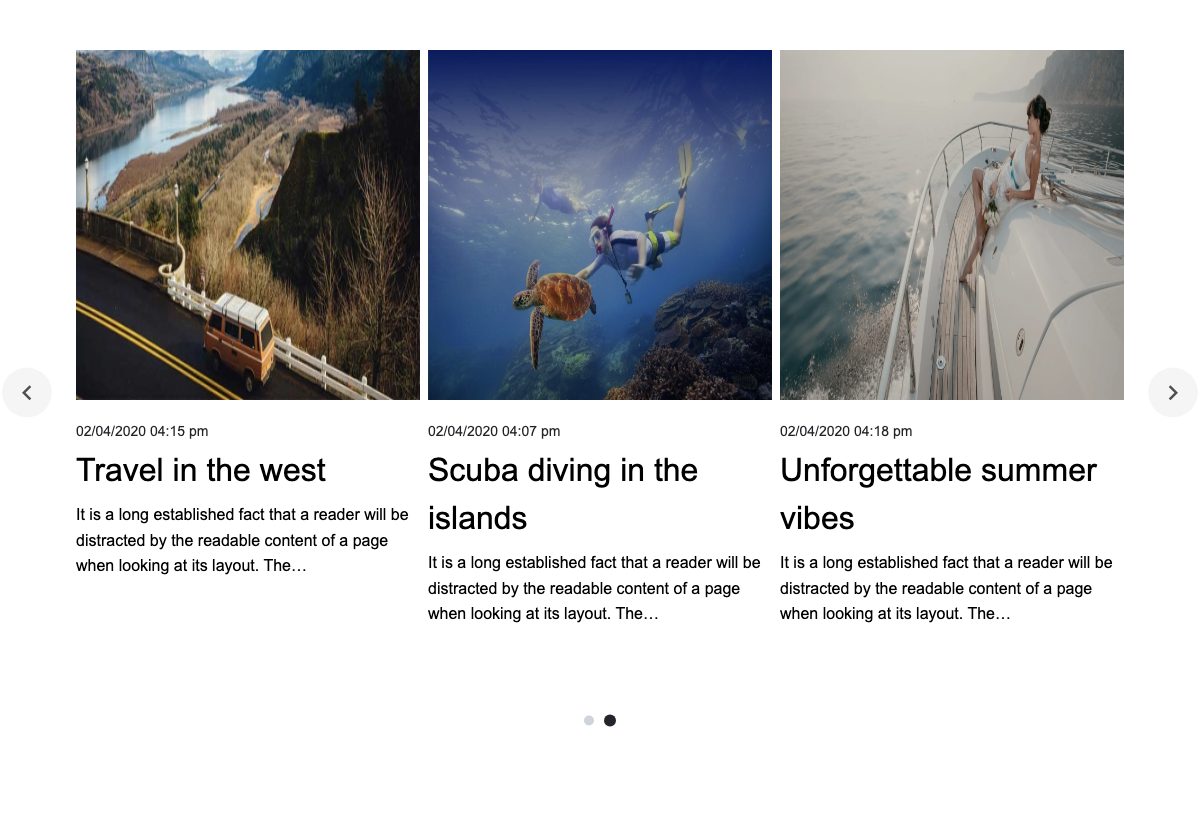 02/04/2020 04:15 pm
Travel in the west
It is a long established fact that a reader will be
distracted by the readable content of a page
when looking at its layout. The…
02/04/2020 04:07 pm
Scuba diving in the
islands
It is a long established fact that a reader will be
distracted by the readable content of a page
when looking at its layout. The…
02/04/2020 04:18 pm
Unforgettable summer
vibes
It is a long established fact that a reader will be
distracted by the readable content of a page
when looking at its layout. The…